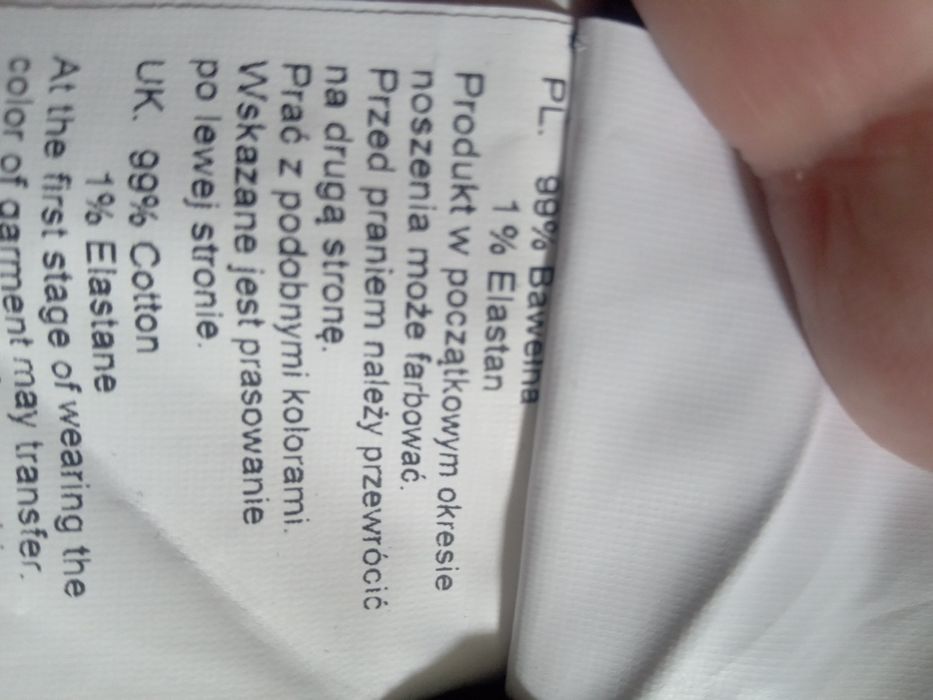 PL. 99% Bawełna
1% Elastan
Produkt w początkowym okresie
noszenia może farbować.
Przed praniem należy przewrócić
na drugą stronę.
Prać z podobnymi kolorami.
Wskazane jest prasowanie
po lewej stronie.
UK. 99% Cotton
1% Elastane
At the first stage of wearing the
color of garment may transfer.